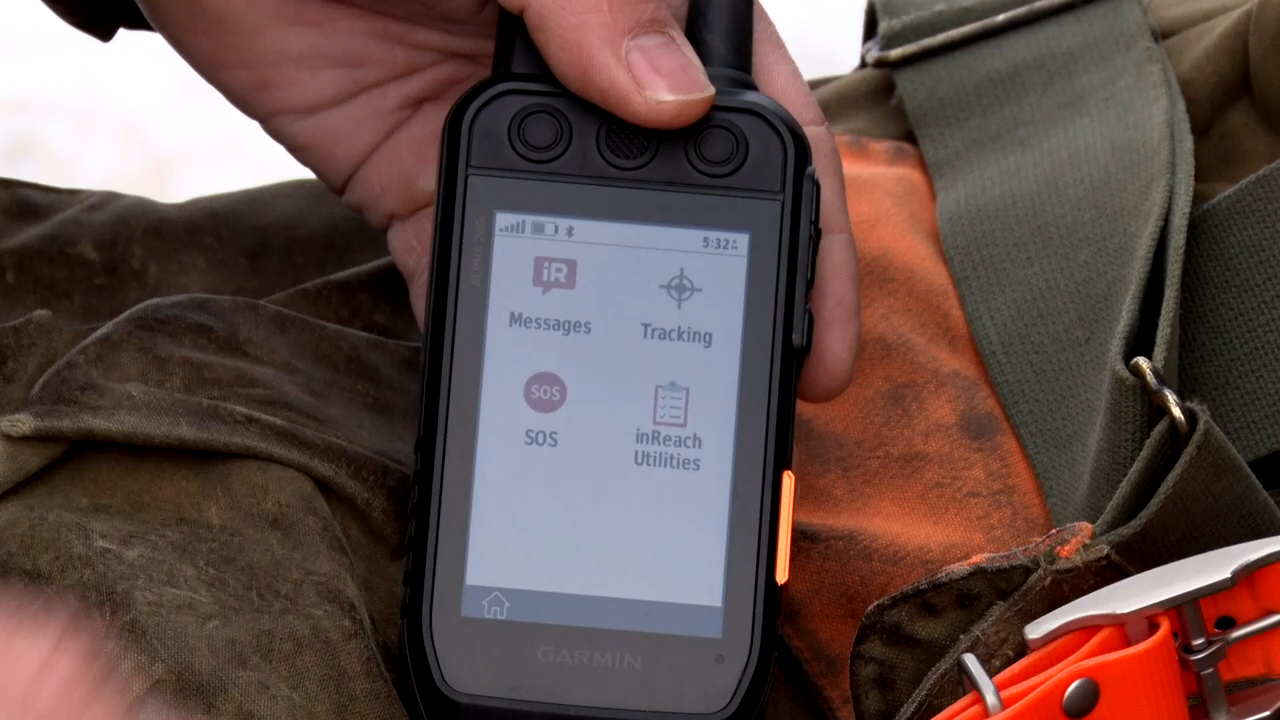 5:32
iR
Messages
Tracking
SOS
SOS
inReach
Utilities
GARMIN